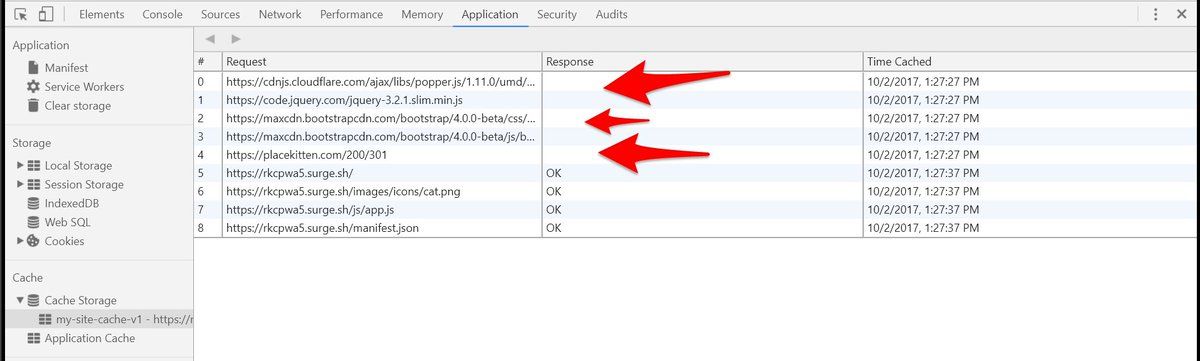 Elements Console Sources Network Performance Memory Application Security Audits
Application
Manifest
Service Workers
Clear storage
Storage
Local Storage
Session Storage
IndexedDB
Web SQL
Cookies
Cache
Cache Storage
my-site-cache-v1 - https://r
Application Cache
# Request Response Time Cached
0 https://cdnjs.cloudflare.com/ajax/libs/popper.js/1.11.0/umd/... 10/2/2017, 1:27:27 PM
1 https://code.jquery.com/jquery-3.2.1.slim.min.js 10/2/2017, 1:27:27 PM
2 https://maxcdn.bootstrapcdn.com/bootstrap/4.0.0-beta/css/... 10/2/2017, 1:27:27 PM
3 https://maxcdn.bootstrapcdn.com/bootstrap/4.0.0-beta/js/b... 10/2/2017, 1:27:27 PM
4 https://placekitten.com/200/301 10/2/2017, 1:27:27 PM
5 https://rkcpwa5.surge.sh/ OK 10/2/2017, 1:27:37 PM
6 https://rkcpwa5.surge.sh/images/icons/cat.png OK 10/2/2017, 1:27:37 PM
7 https://rkcpwa5.surge.sh/js/app.js OK 10/2/2017, 1:27:37 PM
8 https://rkcpwa5.surge.sh/manifest.json OK 10/2/2017, 1:27:37 PM